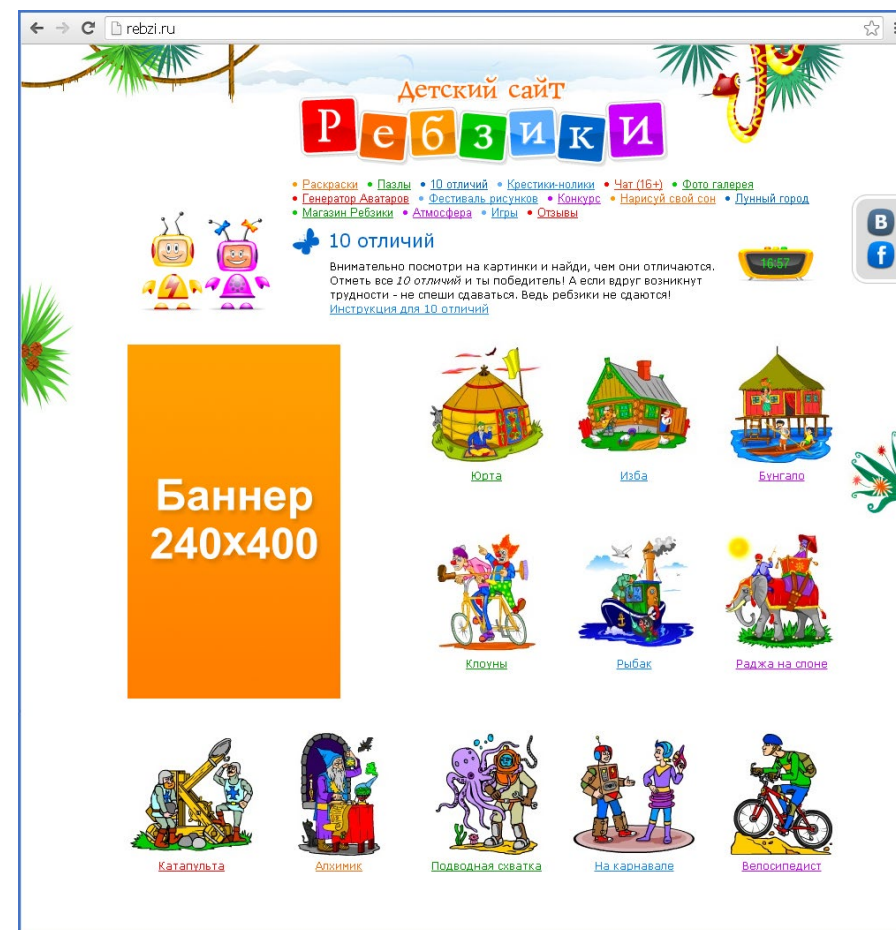 rebzi.ru
Детский сайт
Ребзики
• Раскраски • Пазлы • 10 отличий • Крестики-нолики • Чат (16+) • Фото галерея
• Генератор Аватаров • Фестиваль рисунков • Конкурс • Нарисуй свой сон • Лунный город
• Магазин Ребзики • Атмосфера • Игры • Отзывы
10 отличий
16:57
Внимательно посмотри на картинки и найди, чем они отличаются.
Отметь все 10 отличий и ты победитель! А если вдруг возникнут
трудности - не спеши сдаваться. Ведь ребзики не сдаются!
Инструкция для 10 отличий
В
f
Баннер
240x400
Юрта
Изба
Бунгало
Клоуны
Рыбак
Раджа на слоне
Катапульта
Алхимик
Подводная схватка
На карнавале
Велосипедист